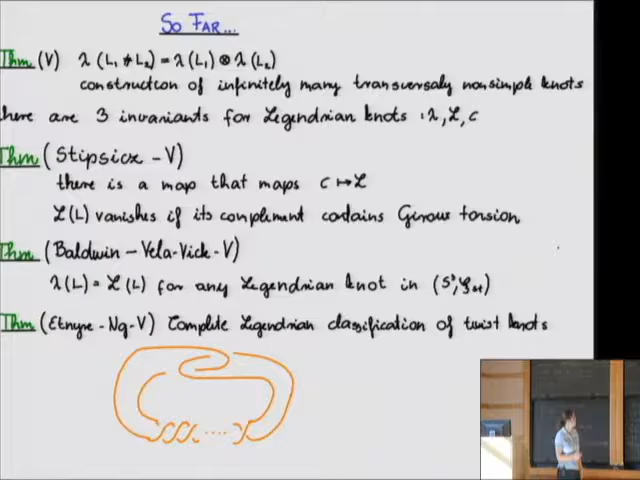 So Far...
Thm (V) λ(L₁ # L₂) = λ(L₁) ⊗ λ(L₂)
construction of infinitely many transversaly nonsimple knots
here are 3 invariants for Legendrian knots : λ, ℒ, c
Thm (Stipsicz - V)
there is a map that maps c ↦ ℒ
ℒ(L) vanishes if its complement contains Giroux torsion
Thm (Baldwin - Vela-Vick - V)
λ(L) = ℒ(L) for any Legendrian knot in (S³, ξst)
Thm (Etnyre - Ng - V) Complete Legendrian classification of twist knots
....